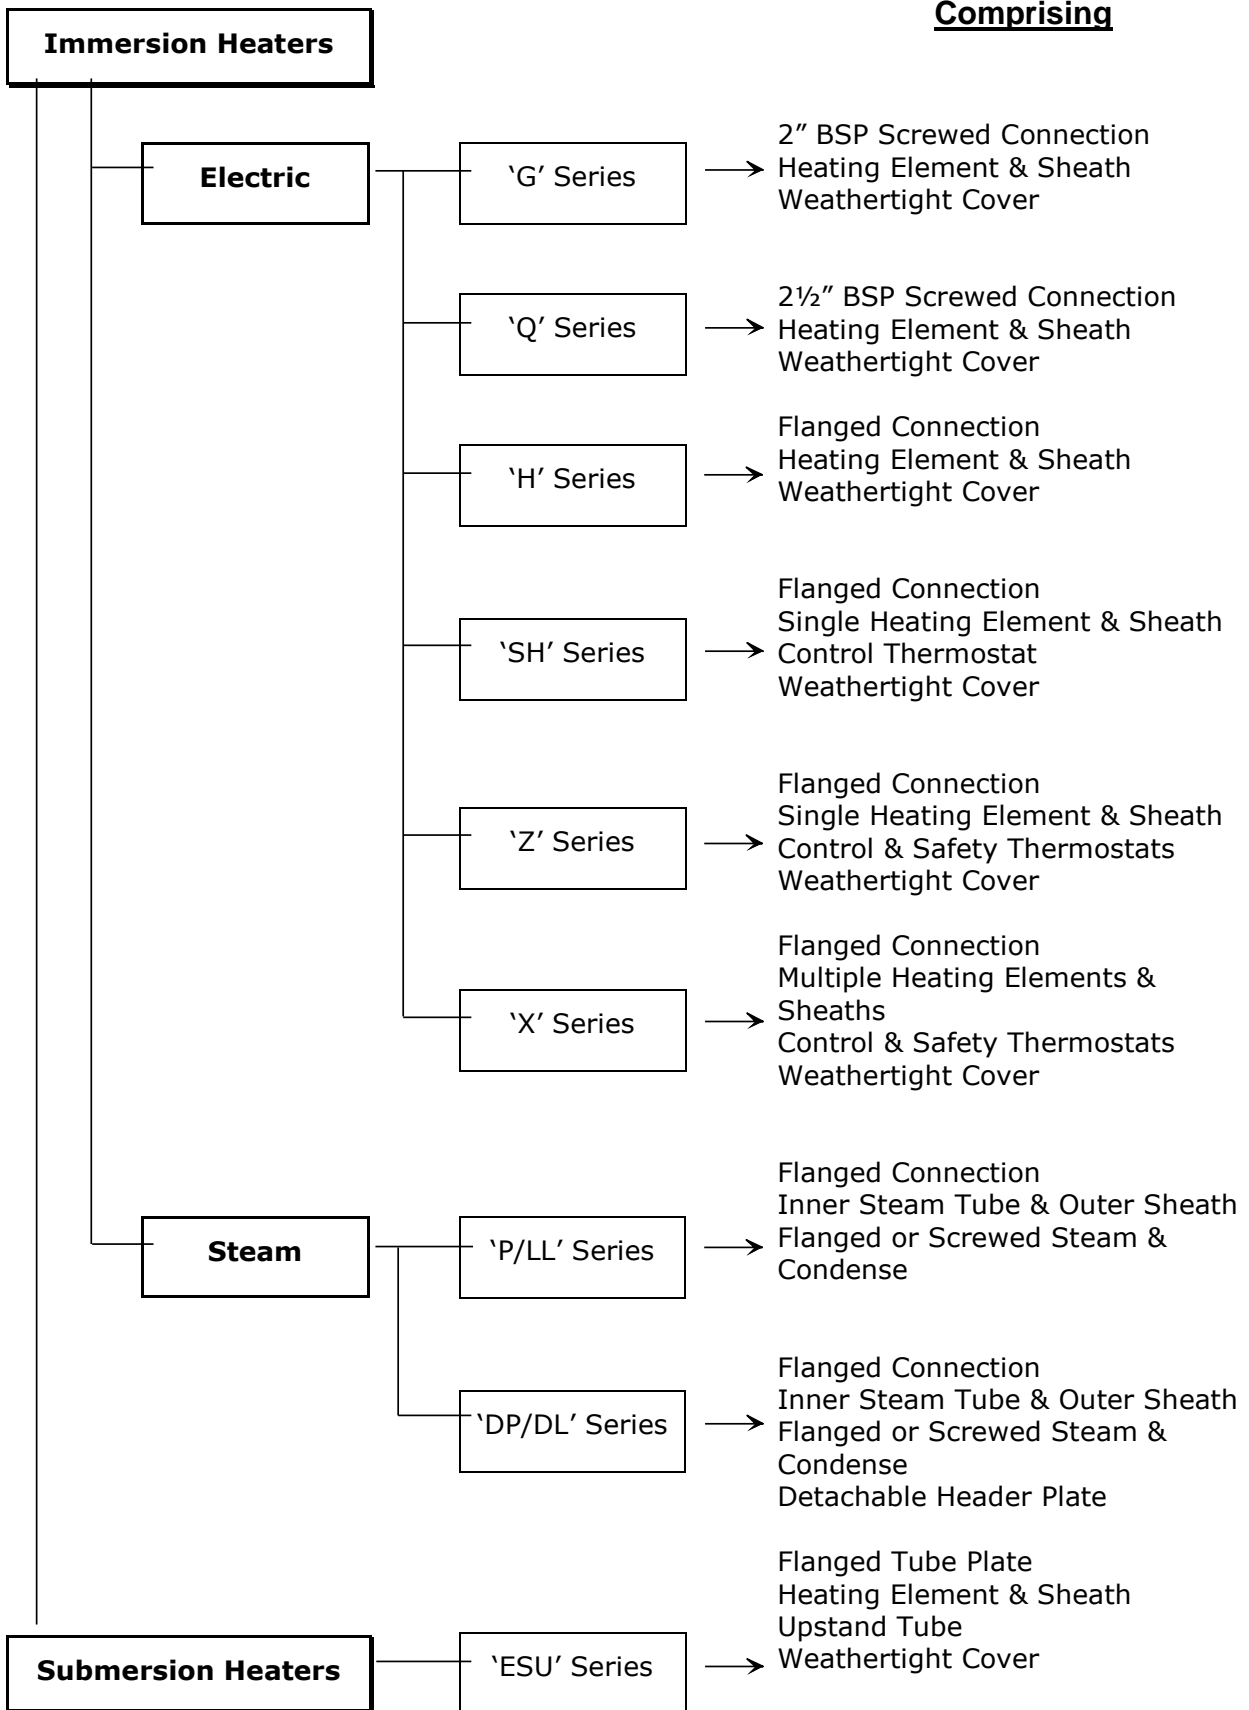 Comprising
Immersion Heaters
Electric
‘G’ Series
2” BSP Screwed Connection
Heating Element & Sheath
Weathertight Cover
‘Q’ Series
2½” BSP Screwed Connection
Heating Element & Sheath
Weathertight Cover
‘H’ Series
Flanged Connection
Heating Element & Sheath
Weathertight Cover
‘SH’ Series
Flanged Connection
Single Heating Element & Sheath
Control Thermostat
Weathertight Cover
‘Z’ Series
Flanged Connection
Single Heating Element & Sheath
Control & Safety Thermostats
Weathertight Cover
‘X’ Series
Flanged Connection
Multiple Heating Elements &
Sheaths
Control & Safety Thermostats
Weathertight Cover
Steam
‘P/LL’ Series
Flanged Connection
Inner Steam Tube & Outer Sheath
Flanged or Screwed Steam &
Condense
‘DP/DL’ Series
Flanged Connection
Inner Steam Tube & Outer Sheath
Flanged or Screwed Steam &
Condense
Detachable Header Plate
Submersion Heaters
‘ESU’ Series
Flanged Tube Plate
Heating Element & Sheath
Upstand Tube
Weathertight Cover